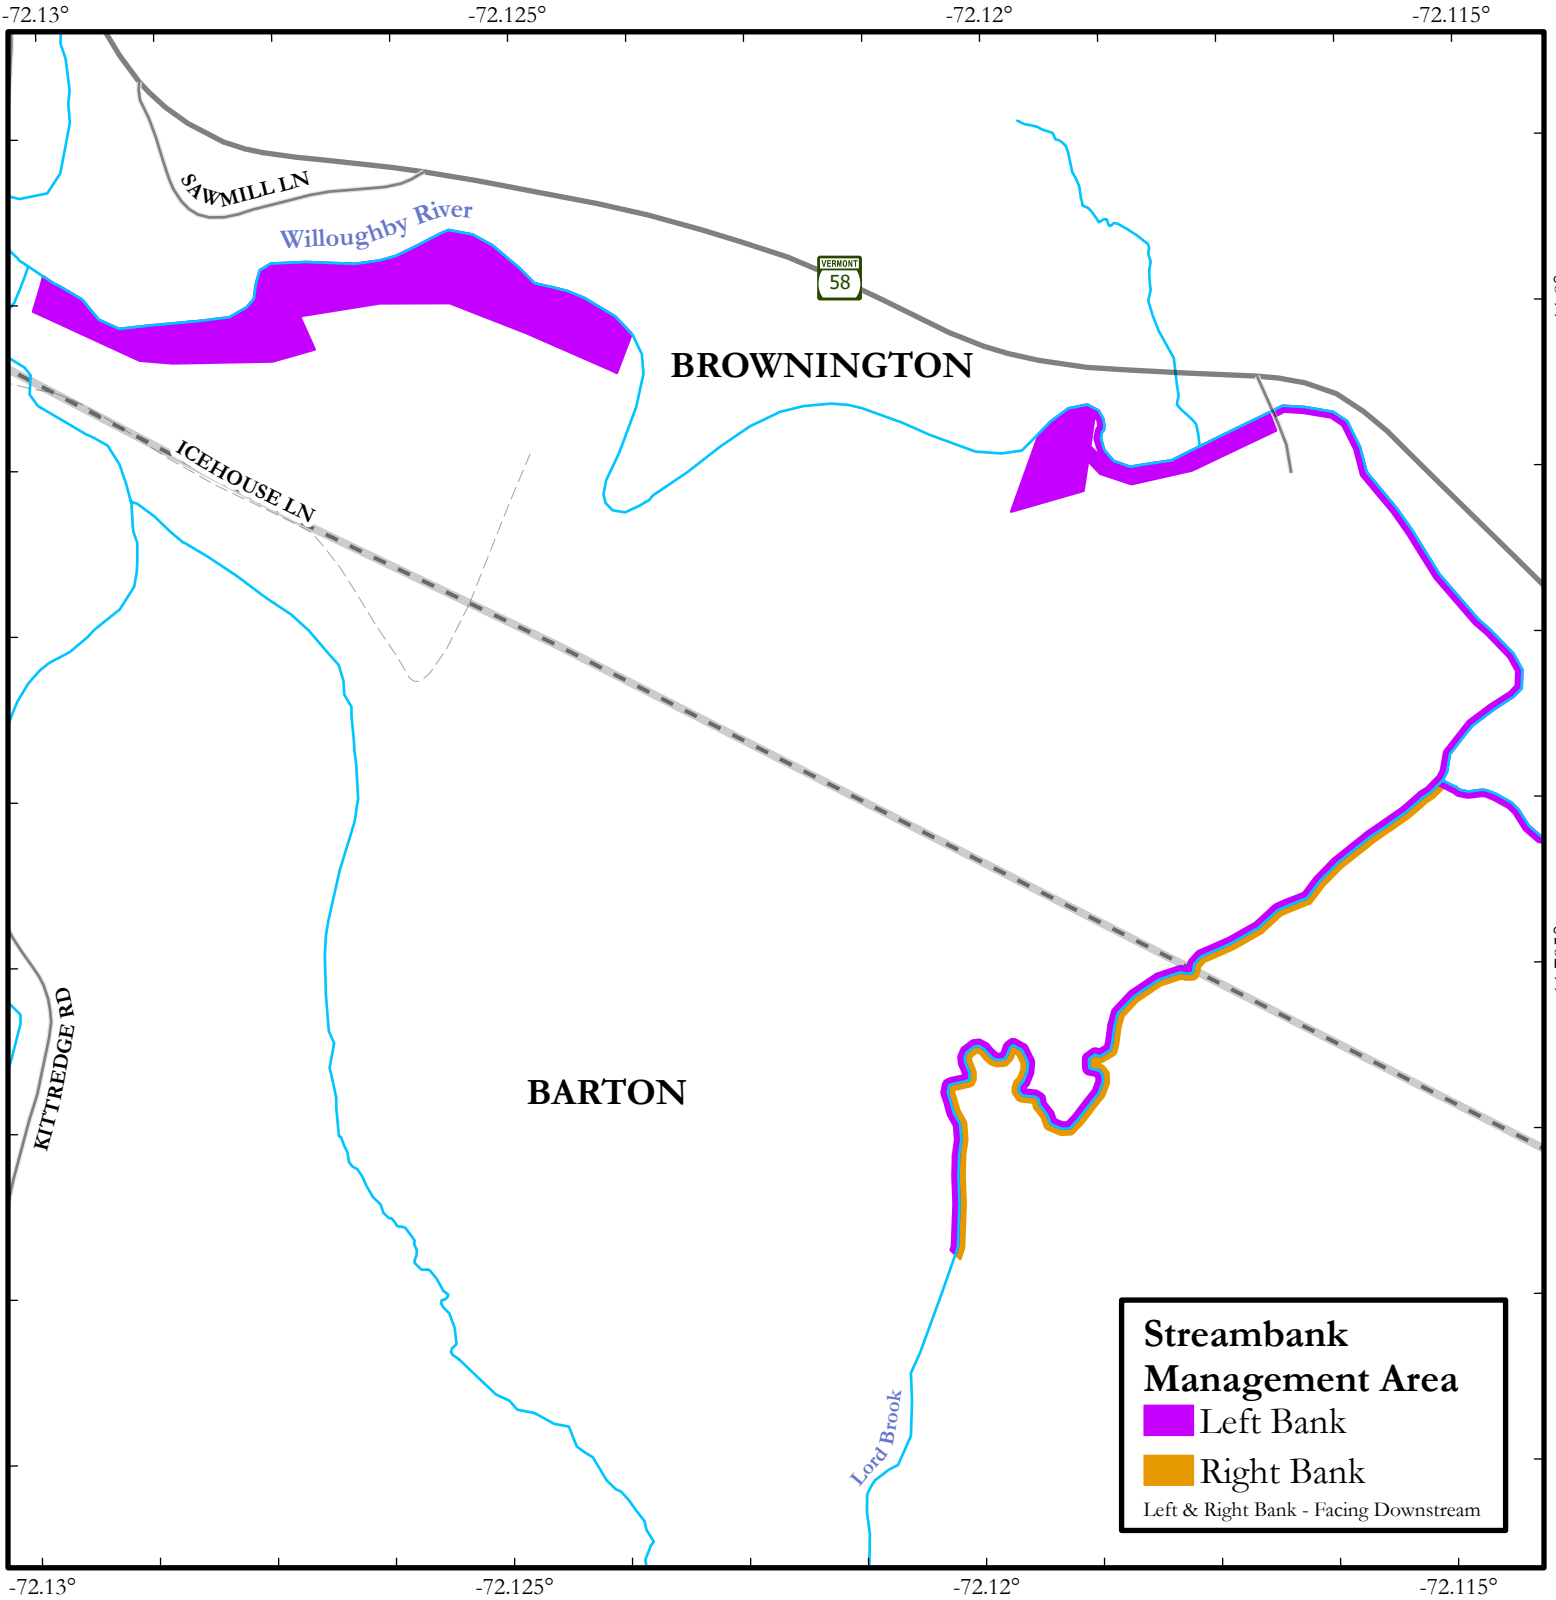 -72.13° -72.125° -72.12° -72.115°
SAWMILL LN
Willoughby River
VERMONT
58
BROWNINGTON
ICEHOUSE LN
KITTREDGE RD
BARTON
Lord Brook
Streambank
Management Area
Left Bank
Right Bank
Left & Right Bank - Facing Downstream
-72.13° -72.125° -72.12° -72.115°